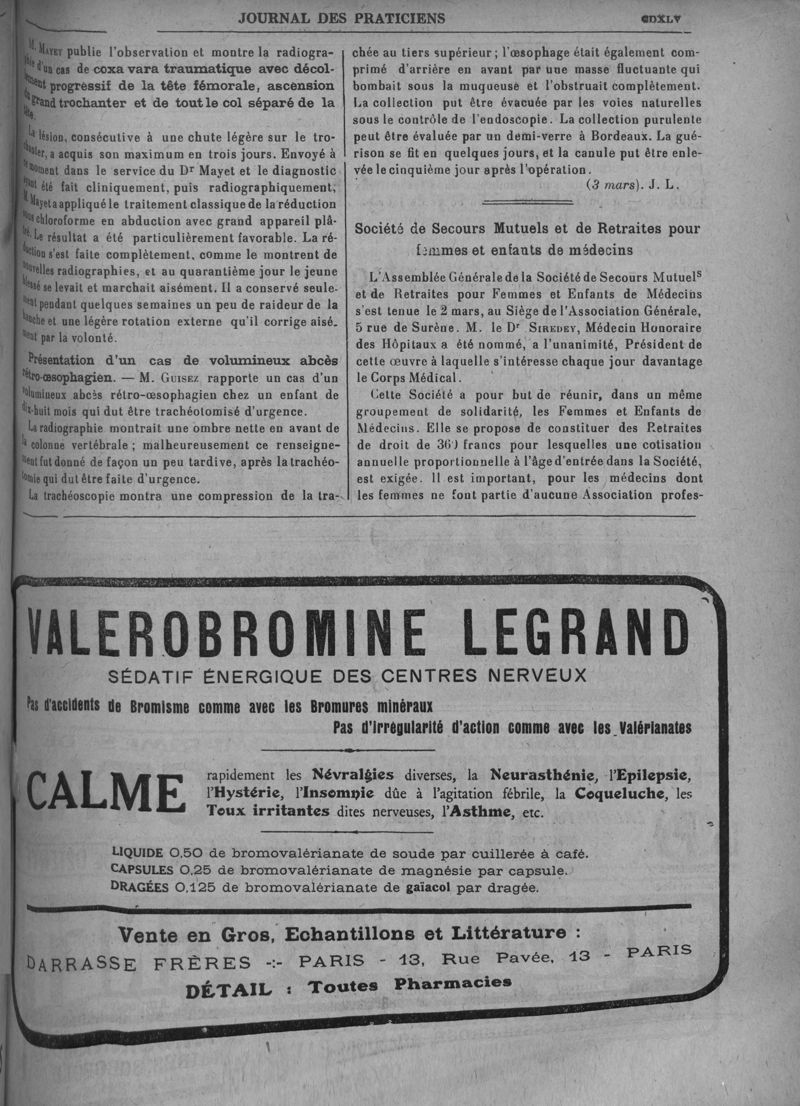 JOURNAL DES PRATICIENS
M. MAYET publie l'observation et montre la radiogra-
d'un cas de coxa vara traumatique avec décol-
progressif de la tête fémorale, ascension
grand trochanter et de tout le col séparé de la
La lésion, consécutive à une chute légère sur le tro-
a acquis son maximum en trois jours. Envoyé à
moment dans le service du Dr Mayet et le diagnostic
été fait cliniquement, puis radiographiquement,
M. Mayet a appliqué le traitement classique de la réduction
sous chloroforme en abduction avec grand appareil plâ-
Le résultat a été particulièrement favorable. La ré-
s'est faite complètement, comme le montrent de
nouvelles radiographies, et au quarantième jour le jeune
blessé se levait et marchait aisément. Il a conservé seule-
ment pendant quelques semaines un peu de raideur de la
hanche et une légère rotation externe qu'il corrige aisé-
ment par la volonté.
Présentation d'un cas de volumineux abcès
rétro-œsophagien. — M. GUISEZ rapporte un cas d'un
volumineux abcès rétro-œsophagien chez un enfant de
dix-huit mois qui dut être trachéotomisé d'urgence.
La radiographie montrait une ombre nette en avant de
la colonne vertébrale ; malheureusement ce renseigne-
ment fut donné de façon un peu tardive, après la trachéo-
tomie qui dut être faite d'urgence.
La trachéoscopie montra une compression de la tra-
chée au tiers supérieur ; l'œsophage était également com-
primé d'arrière en avant par une masse fluctuante qui
bombait sous la muqueuse et l'obstruait complètement.
La collection put être évacuée par les voies naturelles
sous le contrôle de l'endoscopie. La collection purulente
peut être évaluée par un demi-verre à Bordeaux. La gué-
rison se fit en quelques jours, et la canule put être enle-
vée le cinquième jour après l'opération.
(3 mars). J. L.
Société de Secours Mutuels et de Retraites pour
femmes et enfants de médecins
L'Assemblée Générale de la Société de Secours Mutuels
et de Retraites pour Femmes et Enfants de Médecins
s'est tenue le 2 mars, au Siège de l'Association Générale,
5 rue de Surène. M. le Dr SIREDEY, Médecin Honoraire
des Hôpitaux a été nommé, a l'unanimité, Président de
cette œuvre à laquelle s'intéresse chaque jour davantage
le Corps Médical.
Cette Société a pour but de réunir, dans un même
groupement de solidarité, les Femmes et Enfants de
Médecins. Elle se propose de constituer des Retraites
de droit de 360 francs pour lesquelles une cotisation
annuelle proportionnelle à l'âge d'entrée dans la Société,
est exigée. Il est important, pour les médecins dont
les femmes ne font partie d'aucune Association profes-
VALEROBROMINE LEGRAND
SÉDATIF ÉNERGIQUE DES CENTRES NERVEUX
Pas d'accidents de Bromisme comme avec les Bromures minéraux
Pas d'irrégularité d'action comme avec les Valérianates
CALME rapidement les Névralgies diverses, la Neurasthénie, l'Epilepsie,
l'Hystérie, l'Insomnie dûe à l'agitation fébrile, la Coqueluche, les
Toux irritantes dites nerveuses, l'Asthme, etc.
LIQUIDE 0,50 de bromovalérianate de soude par cuillerée à café.
CAPSULES 0,25 de bromovalérianate de magnésie par capsule.
DRAGÉES 0,125 de bromovalérianate de gaïacol par dragée.
Vente en Gros, Echantillons et Littérature :
DARRASSE FRÈRES -:- PARIS - 13, Rue Pavée, 13 - PARIS
DÉTAIL : Toutes Pharmacies